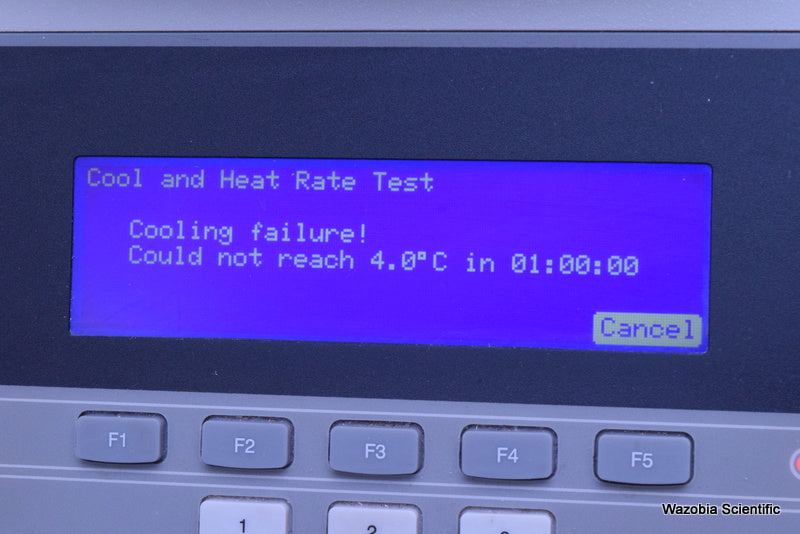 Cool and Heat Rate Test
Cooling failure!
Could not reach 4.0°C in 01:00:00
Cancel
F1 F2 F3 F4 F5
1 2
Wazobia Scientific